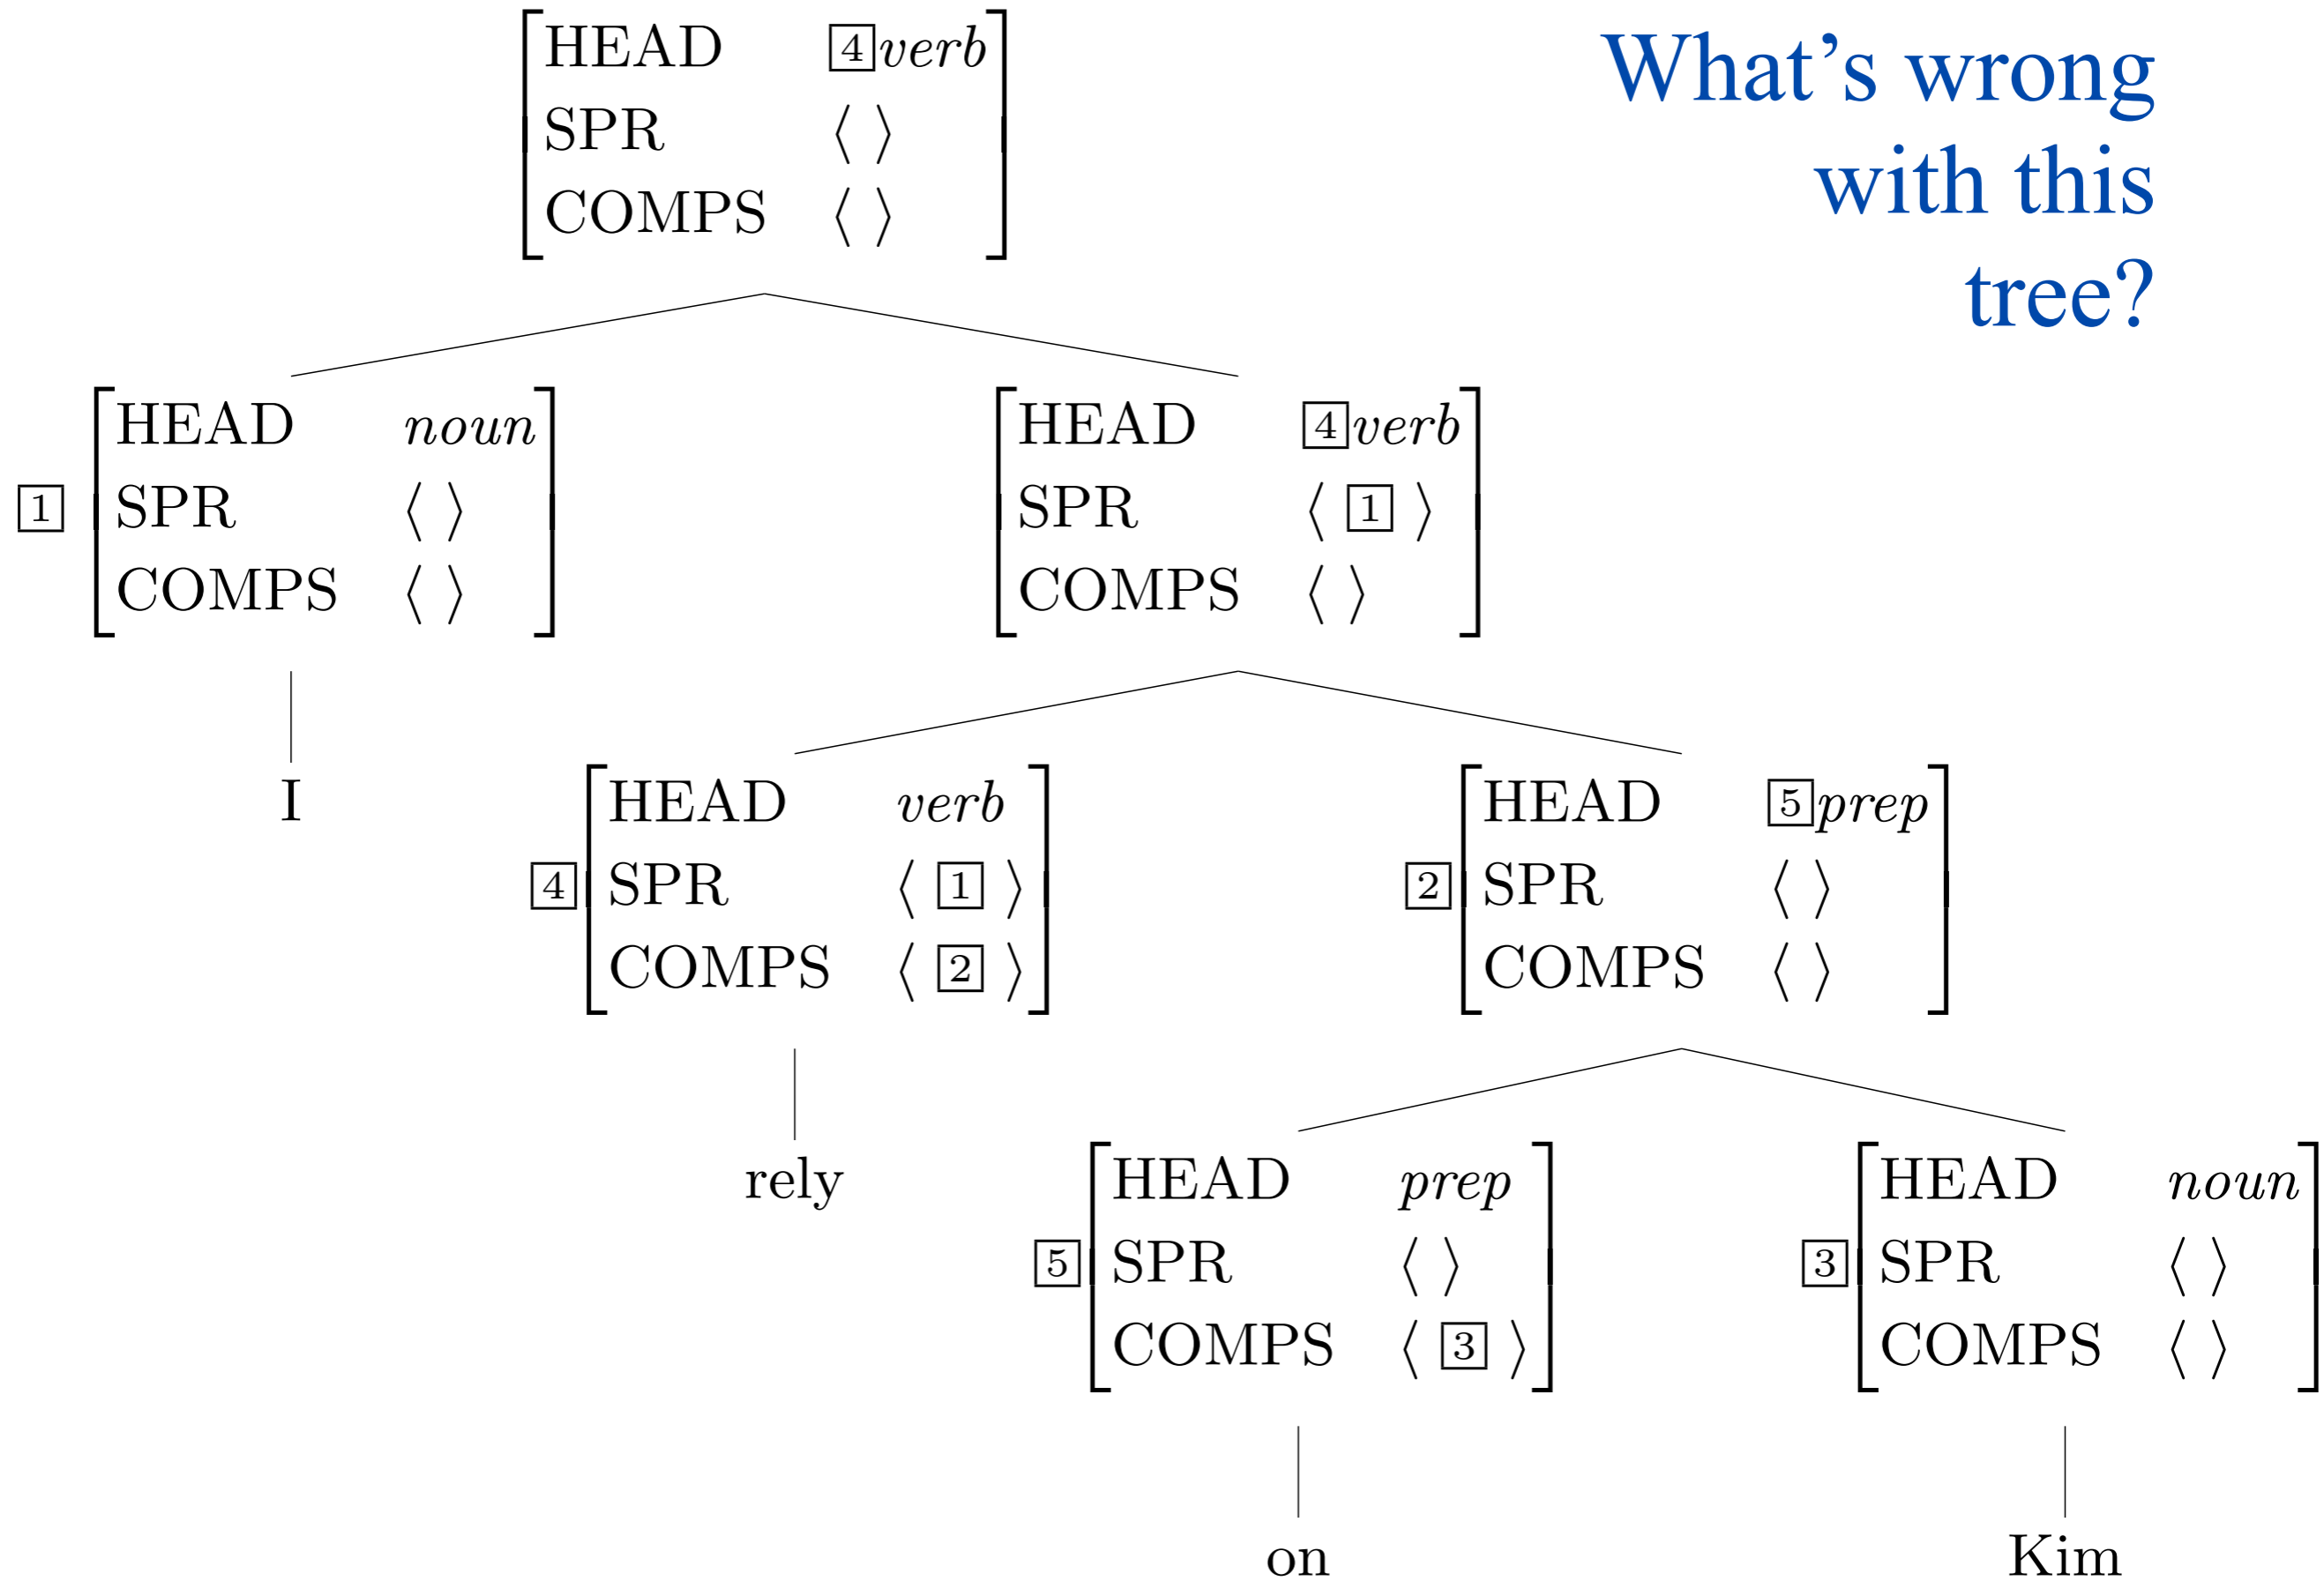 What's wrong
with this
tree?
HEAD 4 verb
SPR ⟨ ⟩
COMPS ⟨ ⟩
1
HEAD noun
SPR ⟨ ⟩
COMPS ⟨ ⟩
HEAD 4 verb
SPR ⟨ 1 ⟩
COMPS ⟨ ⟩
I
4
HEAD verb
SPR ⟨ 1 ⟩
COMPS ⟨ 2 ⟩
2
HEAD 5 prep
SPR ⟨ ⟩
COMPS ⟨ ⟩
rely
5
HEAD prep
SPR ⟨ ⟩
COMPS ⟨ 3 ⟩
3
HEAD noun
SPR ⟨ ⟩
COMPS ⟨ ⟩
on
Kim